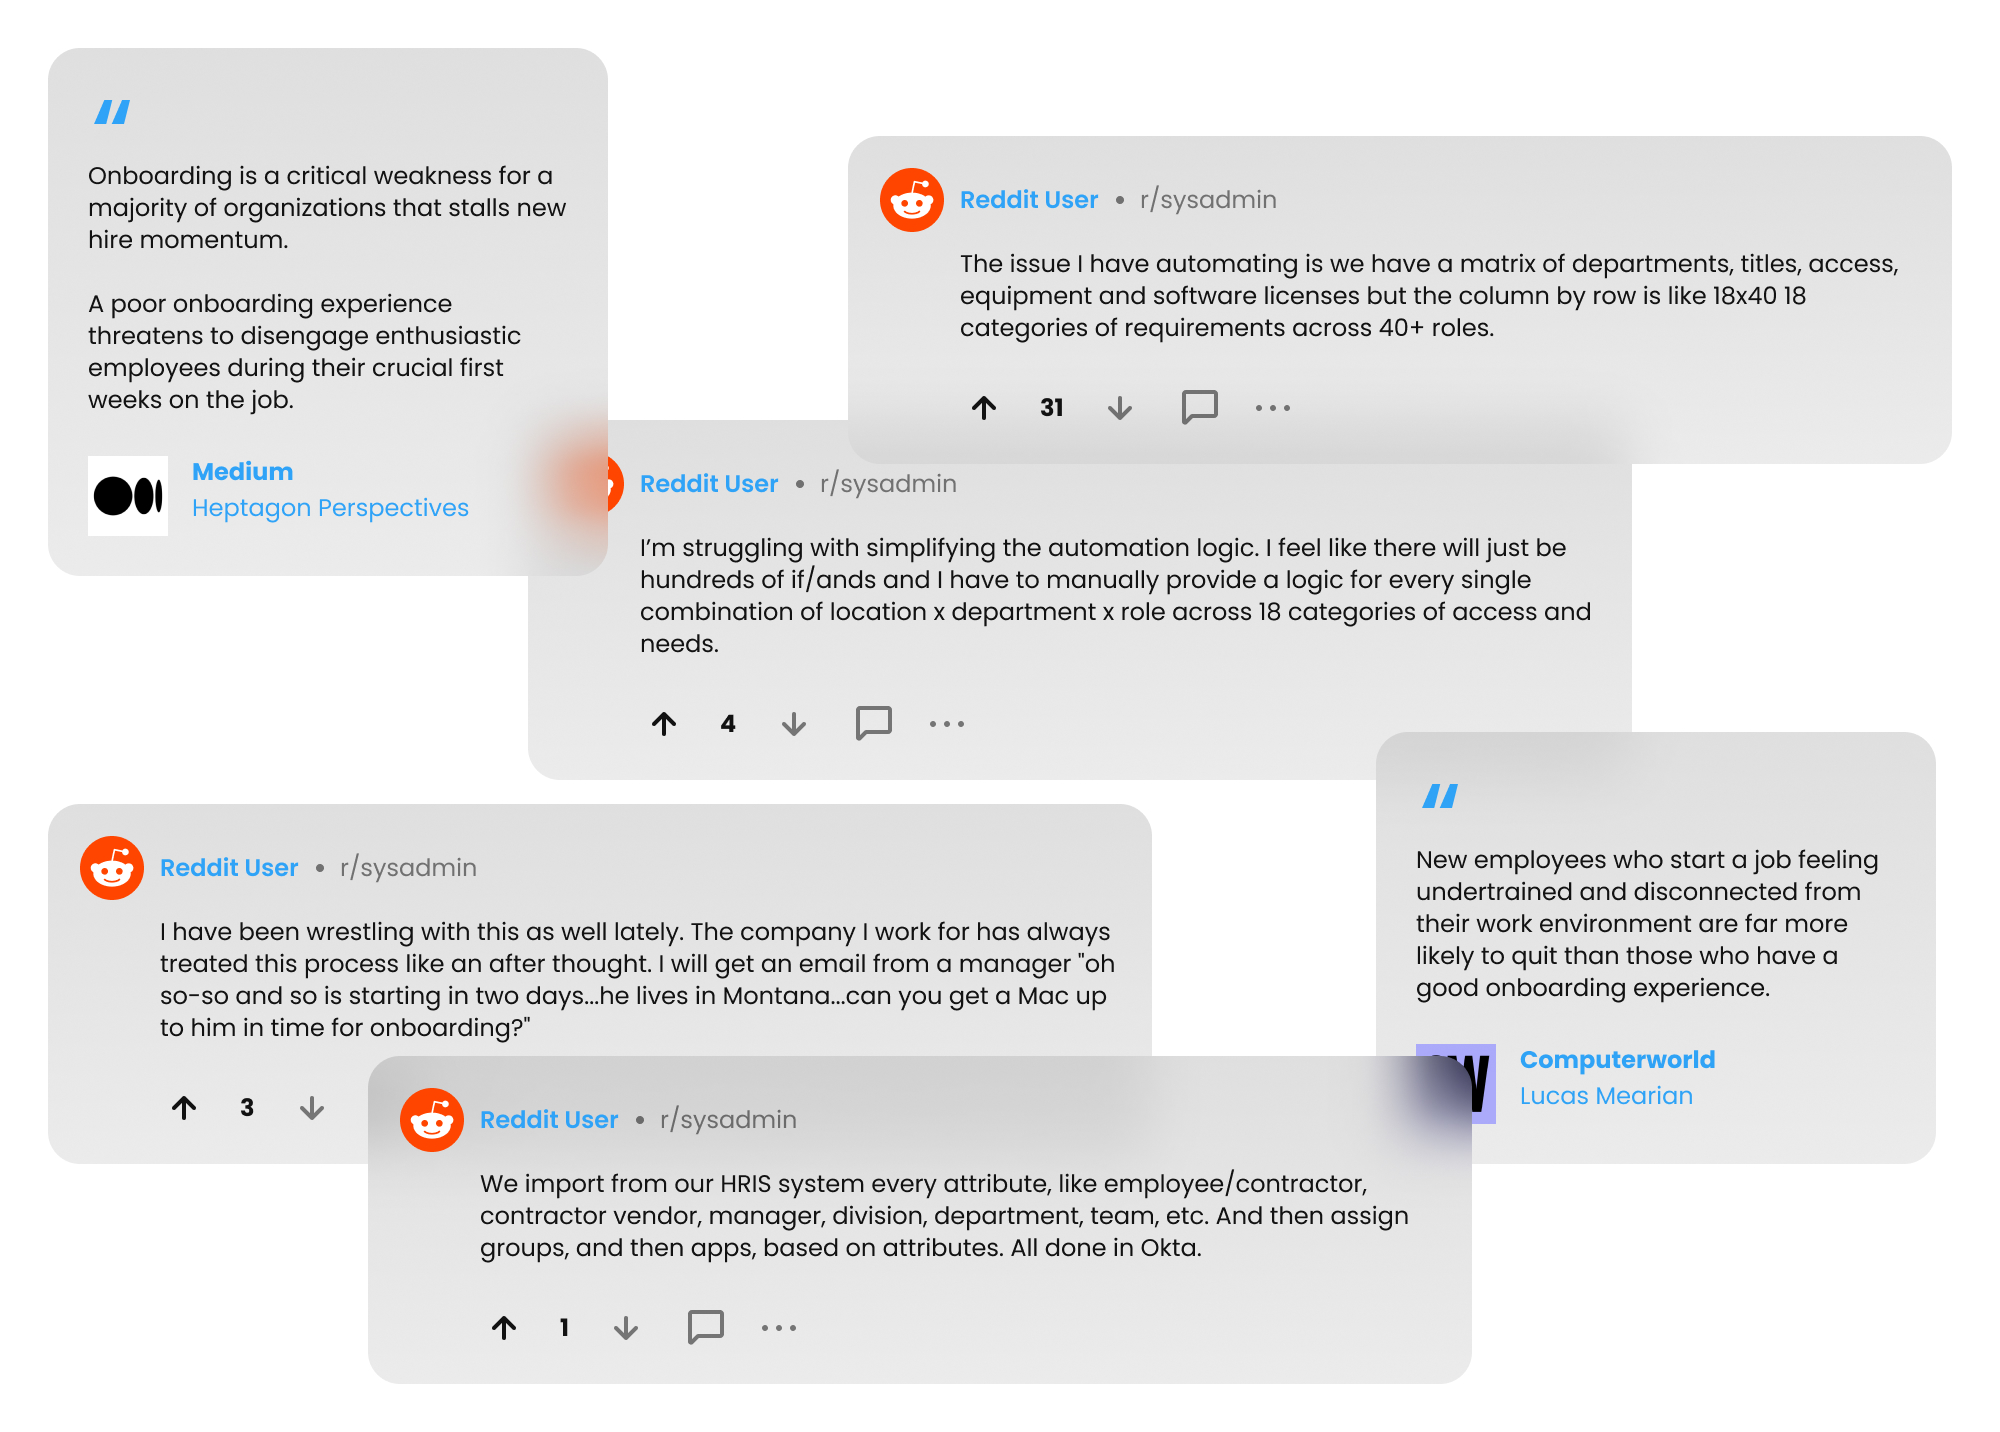 “
Onboarding is a critical weakness for a
majority of organizations that stalls new
hire momentum.
A poor onboarding experience
threatens to disengage enthusiastic
employees during their crucial first
weeks on the job.
Medium
Heptagon Perspectives
Reddit User • r/sysadmin
The issue I have automating is we have a matrix of departments, titles, access,
equipment and software licenses but the column by row is like 18x40 18
categories of requirements across 40+ roles.
31
Reddit User • r/sysadmin
I’m struggling with simplifying the automation logic. I feel like there will just be
hundreds of if/ands and I have to manually provide a logic for every single
combination of location x department x role across 18 categories of access and
needs.
4
“
New employees who start a job feeling
undertrained and disconnected from
their work environment are far more
likely to quit than those who have a
good onboarding experience.
W
Computerworld
Lucas Mearian
Reddit User • r/sysadmin
I have been wrestling with this as well lately. The company I work for has always
treated this process like an after thought. I will get an email from a manager "oh
so-so and so is starting in two days...he lives in Montana...can you get a Mac up
to him in time for onboarding?"
3
Reddit User • r/sysadmin
We import from our HRIS system every attribute, like employee/contractor,
contractor vendor, manager, division, department, team, etc. And then assign
groups, and then apps, based on attributes. All done in Okta.
1